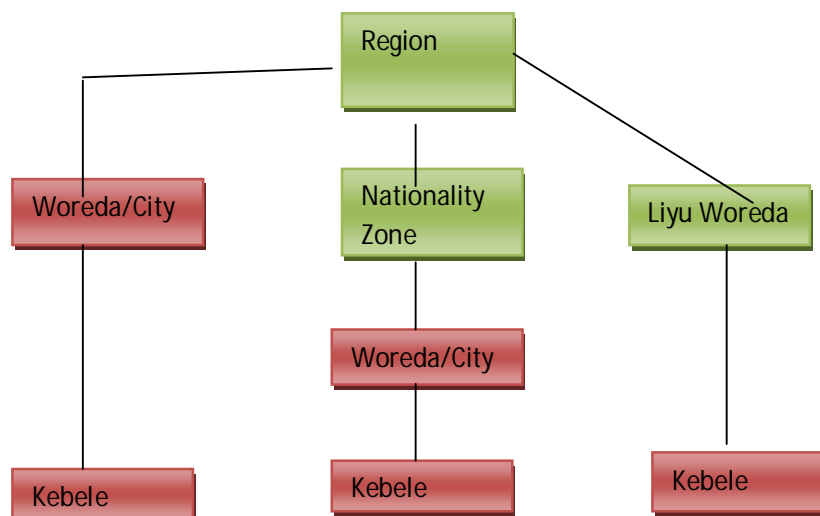 Region
Woreda/City
Nationality
Zone
Liyu Woreda
Woreda/City
Kebele
Kebele
Kebele